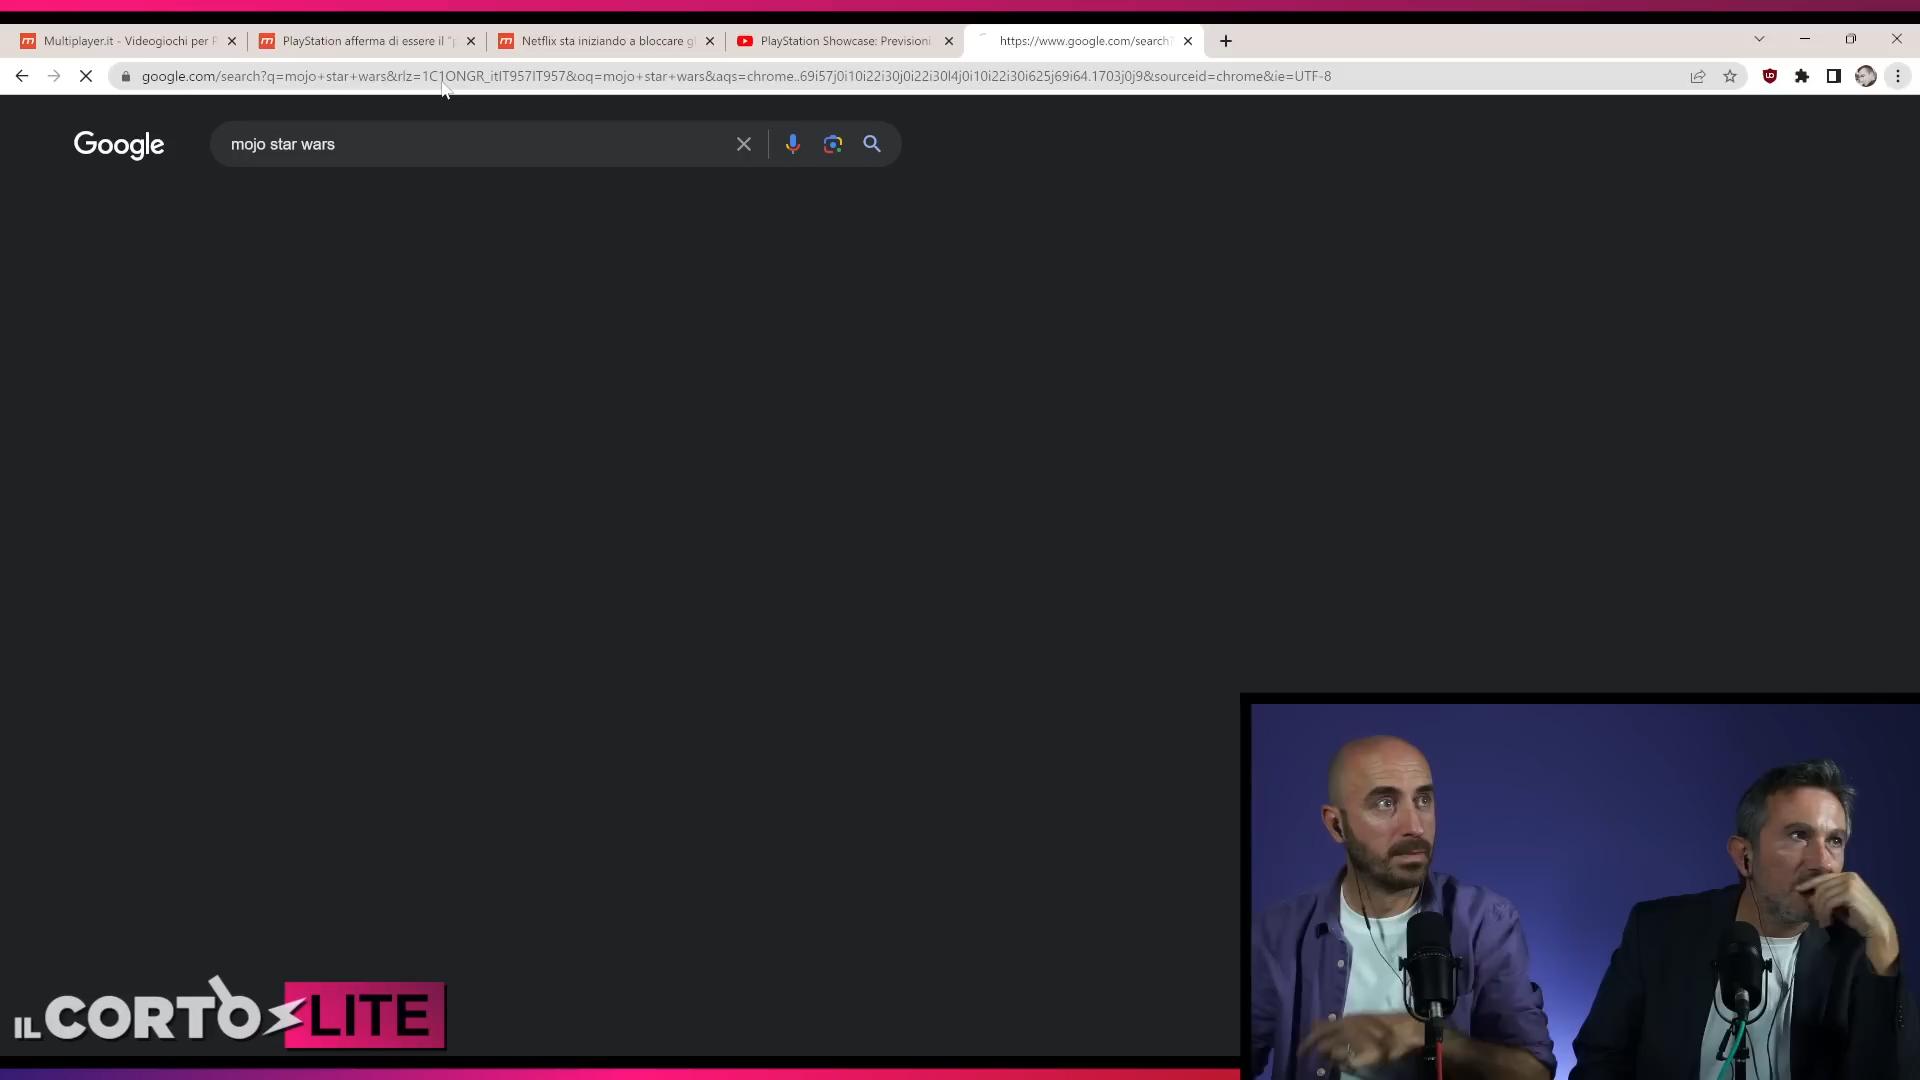 Multiplayer.it - Videogiochi per P
PlayStation afferma di essere il "p
Netflix sta iniziando a bloccare gl
PlayStation Showcase: Previsioni
https://www.google.com/search?
google.com/search?q=mojo+star+wars&rlz=1C1ONGR_itIT957IT957&oq=mojo+star+wars&aqs=chrome..69i57j0i10i22i30j0i22i30l4j0i10i22i30i625j69i64.1703j0j9&sourceid=chrome&ie=UTF-8
Google
mojo star wars
IL CORTO LITE